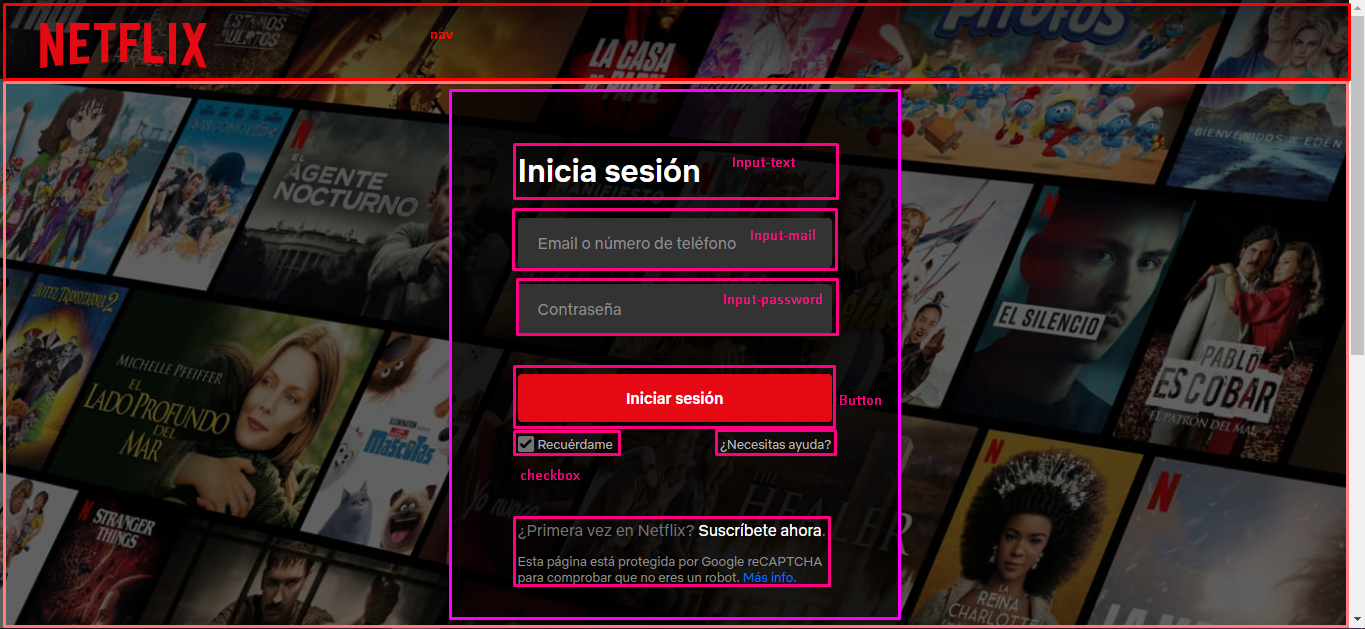 PITUFOS
ESTAMOS
MUERTOS
NETFLIX
nav
LA CASA
DE PAPEL
BIENVENIDOS A EDÉN
EL
AGENTE
NOCTURNO
MANIFIESTO
Inicia sesión
Input-text
Email o número de teléfono
Input-mail
Contraseña
Input-password
HOTEL TRANSILVANIA 2
EL SILENCIO
MICHELLE PFEIFFER
EL
LADO PROFUNDO
DEL
MAR
PABLO
ESCOBAR
EL PATRÓN DEL MAL
Iniciar sesión
Button
Recuérdame
¿Necesitas ayuda?
MASCOTAS
checkbox
Yo nunca
THE
HEALER
STRANGER
THINGS
¿Primera vez en Netflix? Suscríbete ahora.
Esta página está protegida por Google reCAPTCHA
para comprobar que no eres un robot. Más info.
LA
REINA
CHARLOTTE